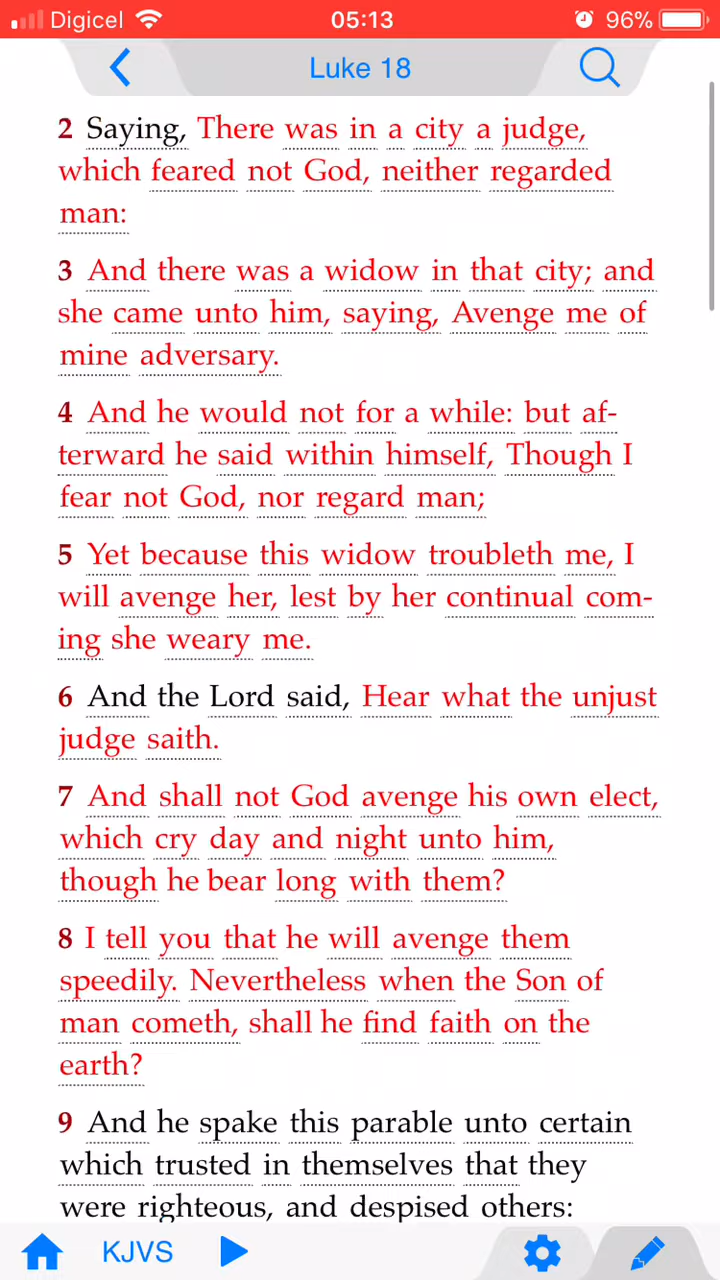 Digicel 05:13 96%
Luke 18
2 Saying, There was in a city a judge,
which feared not God, neither regarded
man:
3 And there was a widow in that city; and
she came unto him, saying, Avenge me of
mine adversary.
4 And he would not for a while: but af-
terward he said within himself, Though I
fear not God, nor regard man;
5 Yet because this widow troubleth me, I
will avenge her, lest by her continual com-
ing she weary me.
6 And the Lord said, Hear what the unjust
judge saith.
7 And shall not God avenge his own elect,
which cry day and night unto him,
though he bear long with them?
8 I tell you that he will avenge them
speedily. Nevertheless when the Son of
man cometh, shall he find faith on the
earth?
9 And he spake this parable unto certain
which trusted in themselves that they
were righteous, and despised others:
KJVS